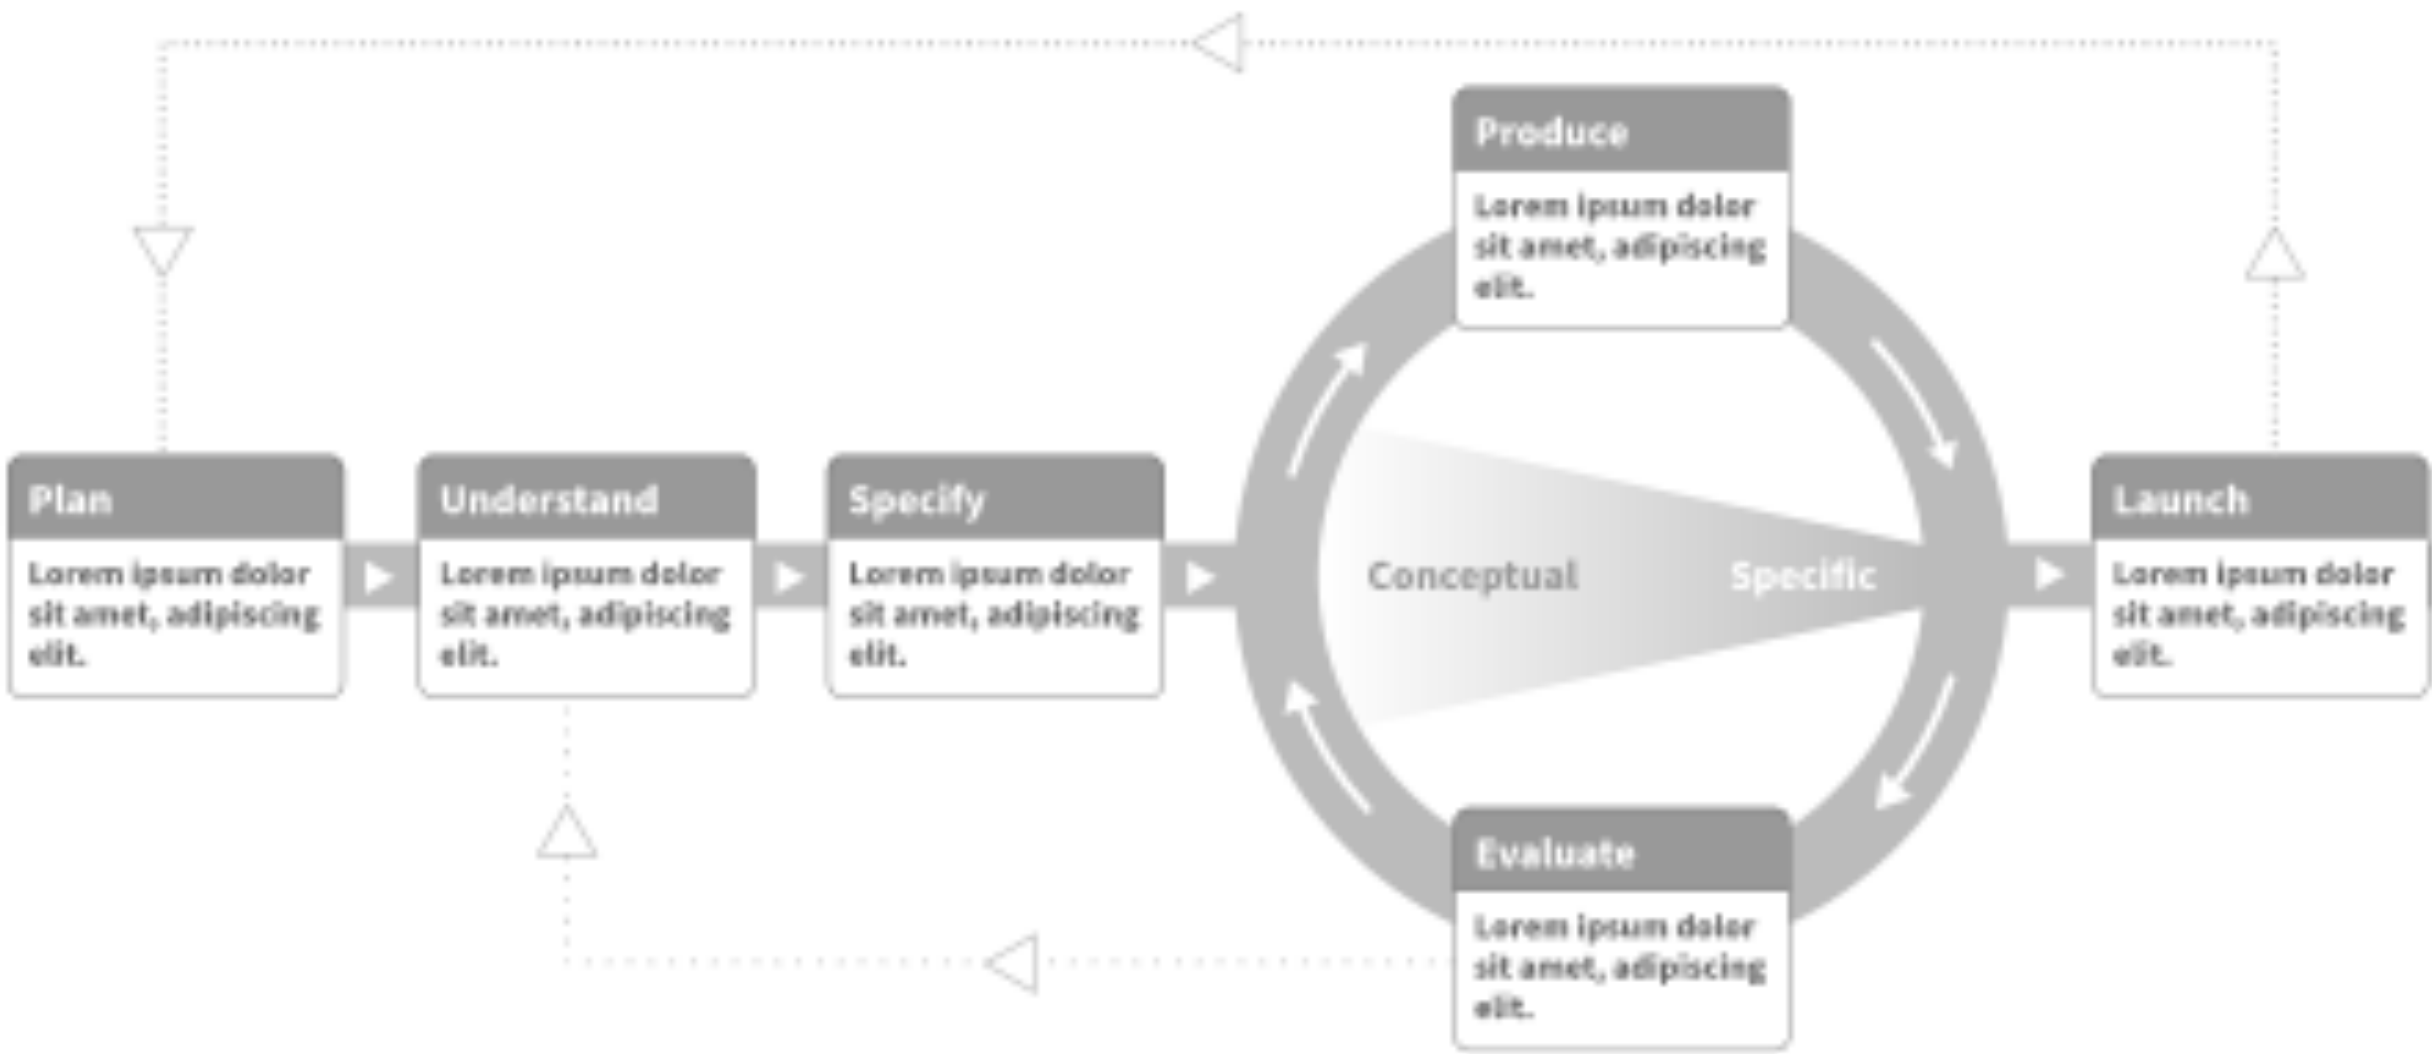 Produce
Lorem ipsum dolor
sit amet, adipiscing
elit.
Plan
Lorem ipsum dolor
sit amet, adipiscing
elit.
Understand
Lorem ipsum dolor
sit amet, adipiscing
elit.
Specify
Lorem ipsum dolor
sit amet, adipiscing
elit.
Conceptual
Specific
Launch
Lorem ipsum dolor
sit amet, adipiscing
elit.
Evaluate
Lorem ipsum dolor
sit amet, adipiscing
elit.